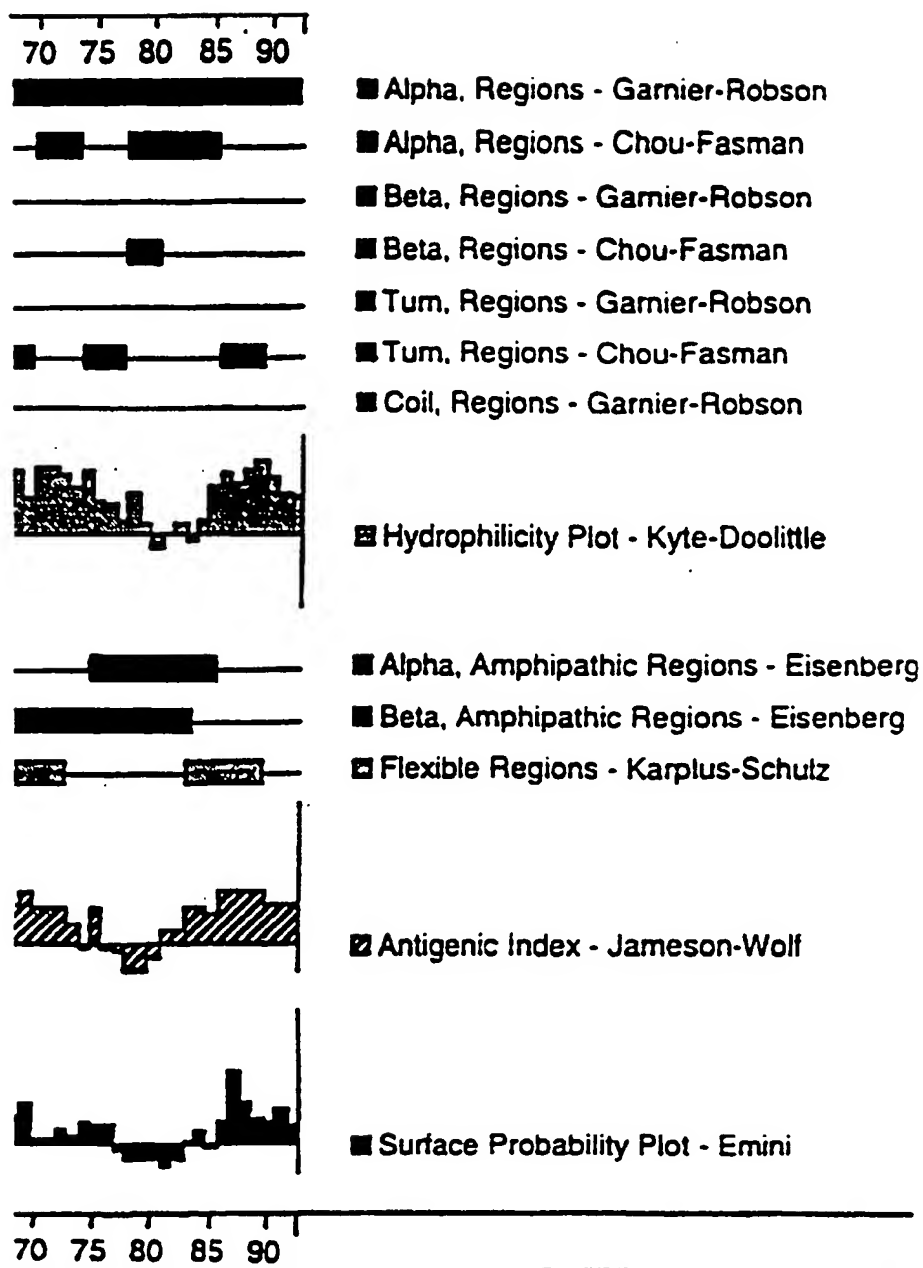 70 75 80 85 90
Alpha, Regions - Garnier-Robson
Alpha, Regions - Chou-Fasman
Beta, Regions - Garnier-Robson
Beta, Regions - Chou-Fasman
Turn, Regions - Garnier-Robson
Turn, Regions - Chou-Fasman
Coil, Regions - Garnier-Robson
Hydrophilicity Plot - Kyte-Doolittle
Alpha, Amphipathic Regions - Eisenberg
Beta, Amphipathic Regions - Eisenberg
Flexible Regions - Karplus-Schulz
Antigenic Index - Jameson-Wolf
Surface Probability Plot - Emini
70 75 80 85 90